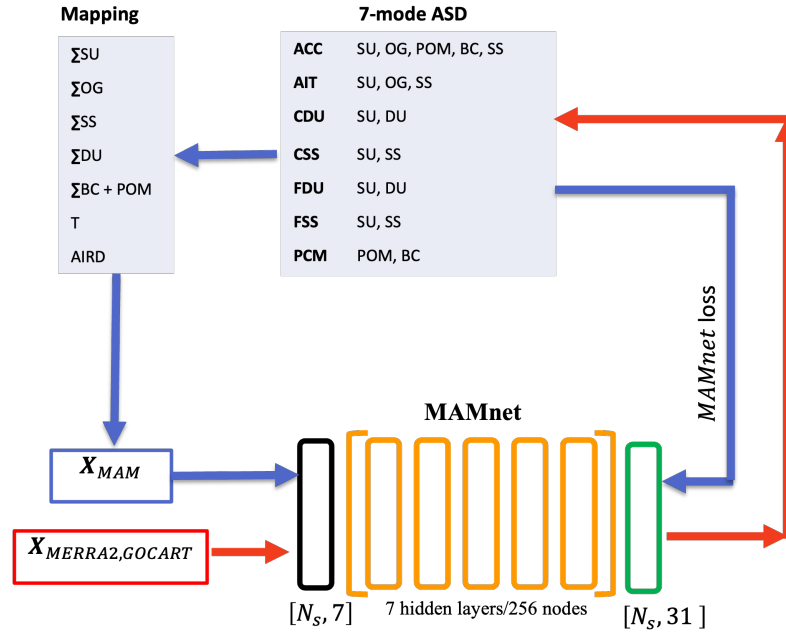 Mapping
7-mode ASD
∑SU
∑OG
∑SS
∑DU
∑BC + POM
T
AIRD
ACC SU, OG, POM, BC, SS
AIT SU, OG, SS
CDU SU, DU
CSS SU, SS
FDU SU, DU
FSS SU, SS
PCM POM, BC
MAMnet loss
MAMnet
X_MAM
X_MERRA2,GOCART
[N_s, 7]
7 hidden layers/256 nodes
[N_s, 31 ]